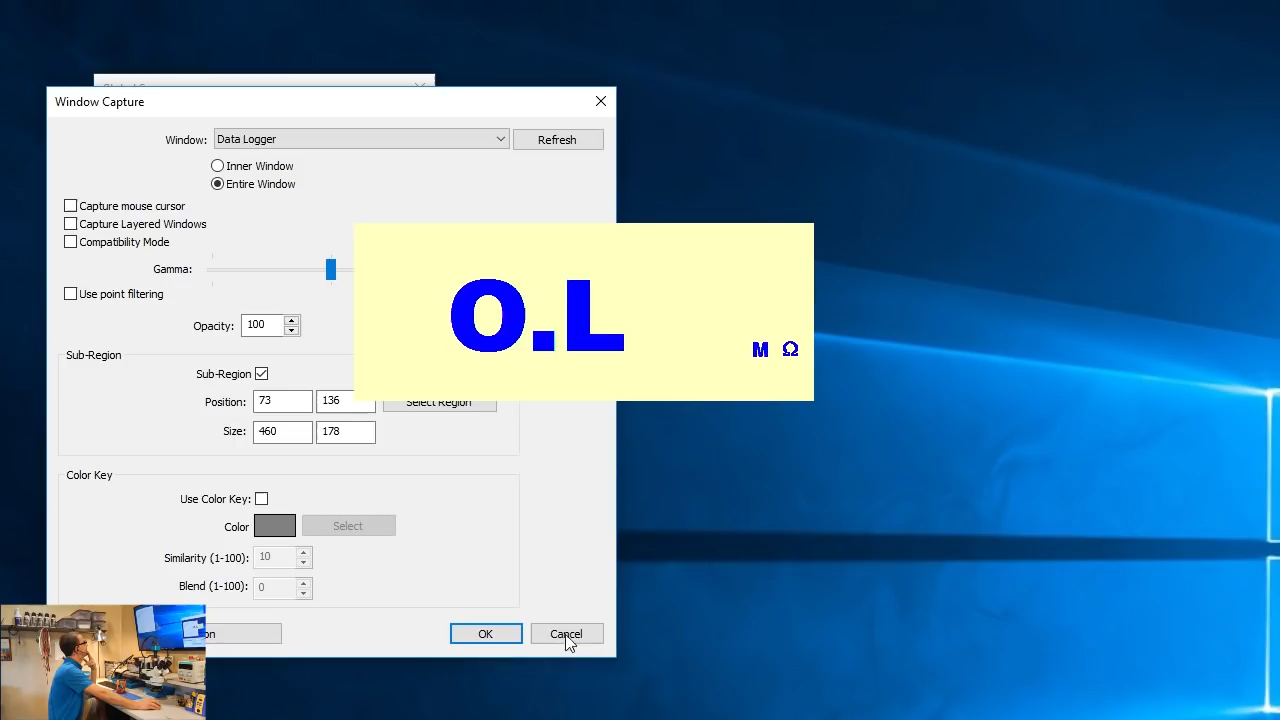 Window Capture
Window: Data Logger Refresh
Inner Window
Entire Window
Capture mouse cursor
Capture Layered Windows
Compatibility Mode
Gamma:
Use point filtering
O.L
M Ω
Opacity: 100
Sub-Region
Sub-Region
Position: 73 136 Select Region
Size: 460 178
Color Key
Use Color Key:
Color Select
Similarity (1-100): 10
Blend (1-100): 0
on OK Cancel